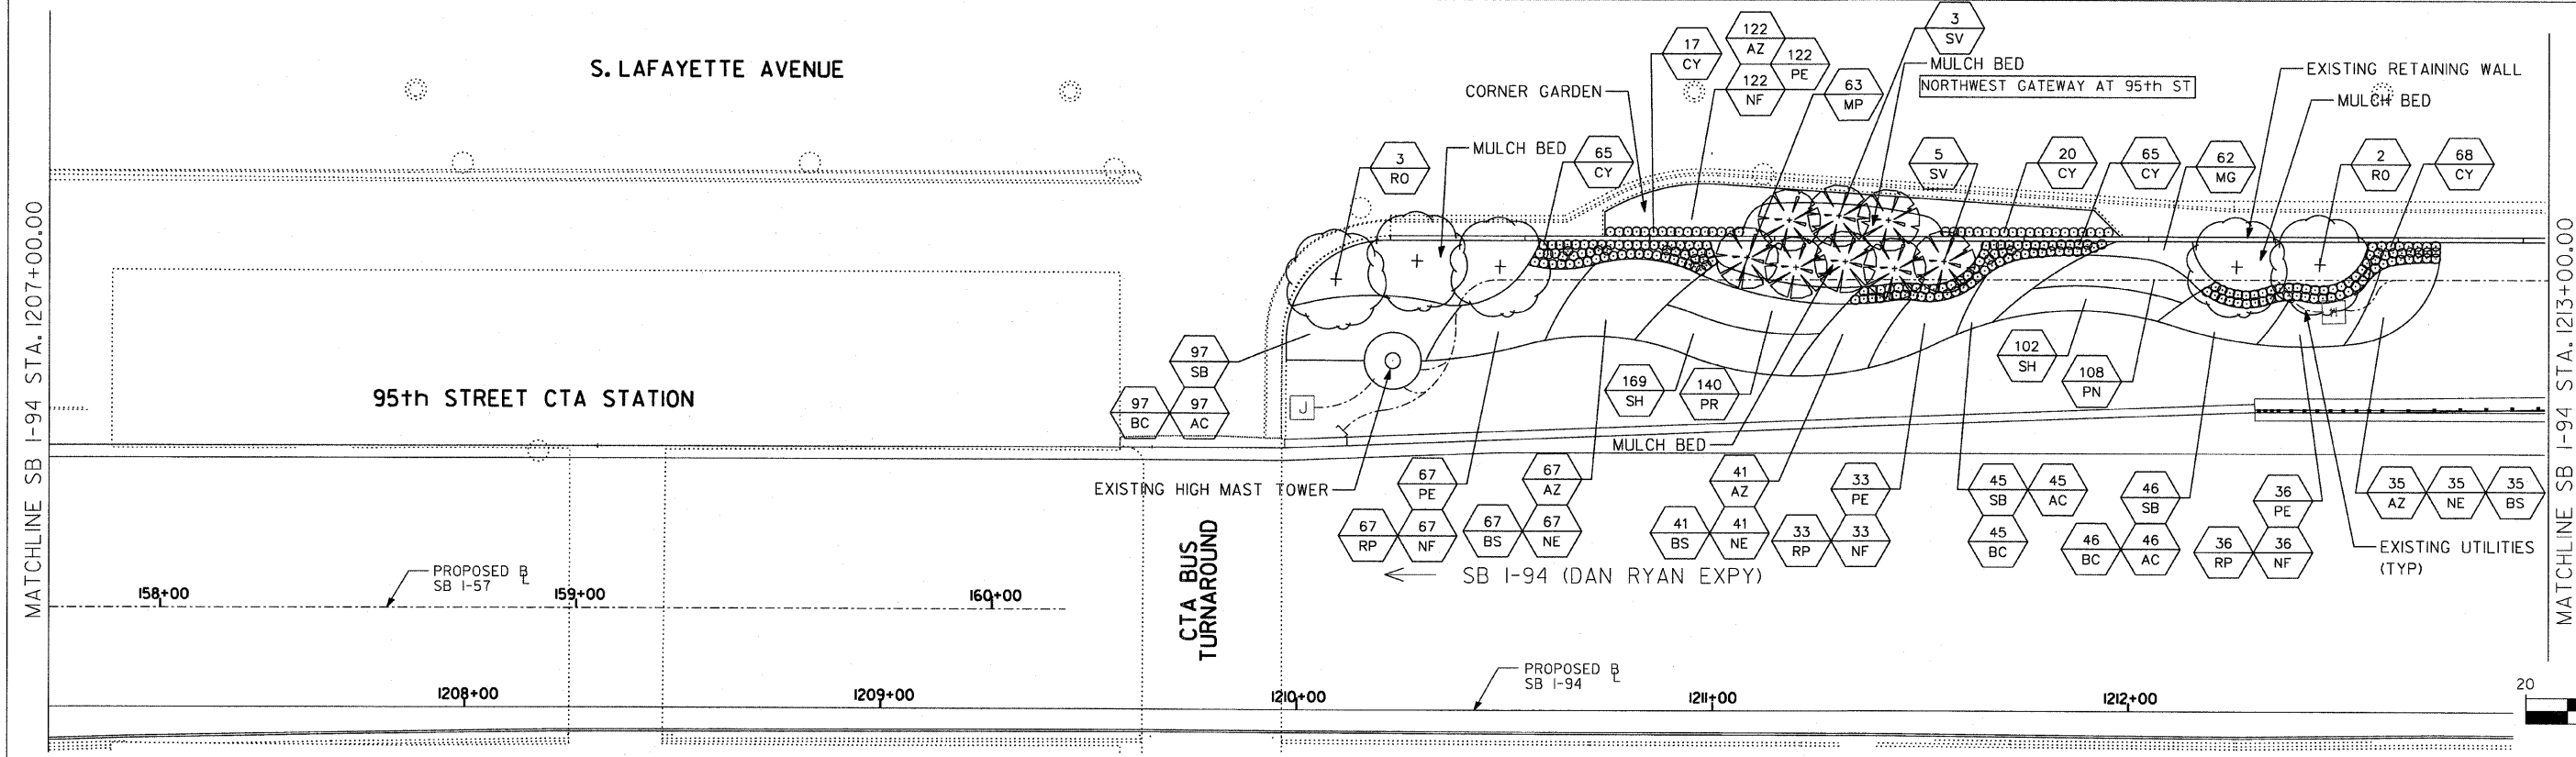 S. LAFAYETTE AVENUE
MATCHLINE SB I-94 STA. 1207+00.00
95th STREET CTA STATION
3
SV
122
AZ
17
CY
122
PE
122
NF
MULCH BED
NORTHWEST GATEWAY AT 95th ST
63
MP
CORNER GARDEN
EXISTING RETAINING WALL
MULCH BED
3
RO
MULCH BED
65
CY
5
SV
20
CY
65
CY
62
MG
2
RO
68
CY
97
SB
97
BC
97
AC
J
169
SH
140
PR
102
SH
108
PN
MULCH BED
EXISTING HIGH MAST TOWER
67
PE
67
RP
67
NF
67
AZ
67
BS
67
NE
41
AZ
41
BS
41
NE
33
PE
33
RP
33
NF
45
SB
45
AC
45
BC
46
SB
46
BC
46
AC
36
PE
36
RP
36
NF
35
AZ
35
NE
35
BS
EXISTING UTILITIES
(TYP)
CTA BUS
TURNAROUND
SB I-94 (DAN RYAN EXPY)
PROPOSED BL
SB I-57
158+00
159+00
160+00
PROPOSED BL
SB I-94
1208+00
1209+00
1210+00
1211+00
1212+00
20
MATCHLINE SB I-94 STA. 1213+00.00